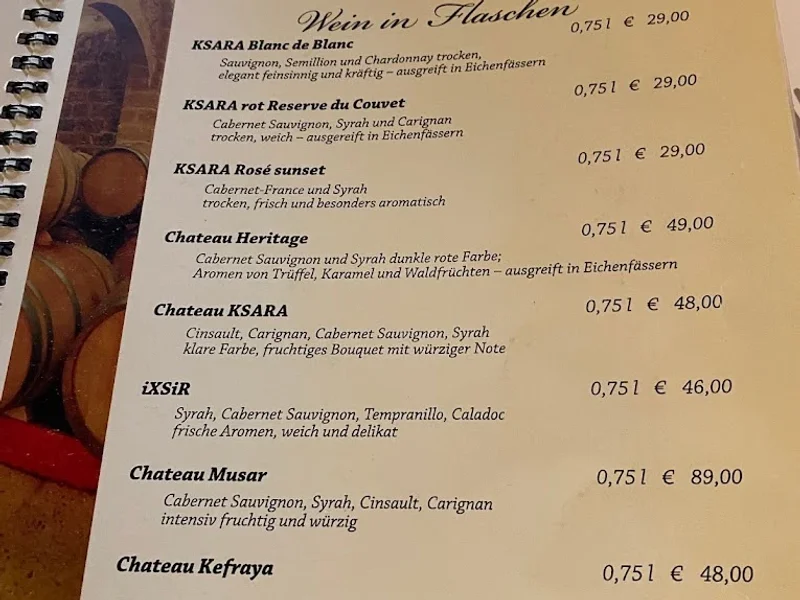 Wein in Flaschen
KSARA Blanc de Blanc 0,75 l € 29,00
Sauvignon, Semillion und Chardonnay trocken,
elegant feinsinnig und kräftig – ausgreift in Eichenfässern
KSARA rot Reserve du Couvet 0,75 l € 29,00
Cabernet Sauvignon, Syrah und Carignan
trocken, weich – ausgereift in Eichenfässern
KSARA Rosé sunset 0,75 l € 29,00
Cabernet-France und Syrah
trocken, frisch und besonders aromatisch
Chateau Heritage 0,75 l € 49,00
Cabernet Sauvignon und Syrah dunkle rote Farbe;
Aromen von Trüffel, Karamel und Waldfrüchten – ausgreift in Eichenfässern
Chateau KSARA 0,75 l € 48,00
Cinsault, Carignan, Cabernet Sauvignon, Syrah
klare Farbe, fruchtiges Bouquet mit würziger Note
iXSiR 0,75 l € 46,00
Syrah, Cabernet Sauvignon, Tempranillo, Caladoc
frische Aromen, weich und delikat
Chateau Musar 0,75 l € 89,00
Cabernet Sauvignon, Syrah, Cinsault, Carignan
intensiv fruchtig und würzig
Chateau Kefraya 0,75 l € 48,00